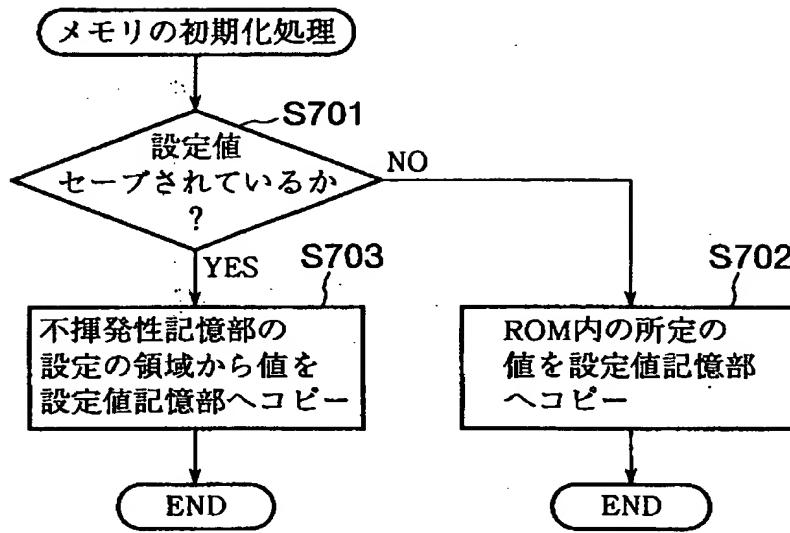 メモリの初期化処理
S701
設定値
セーブされているか
?
NO
YES
S703
S702
不揮発性記憶部の
設定の領域から値を
設定値記憶部へコピー
ROM内の所定の
値を設定値記憶部
へコピー
END
END